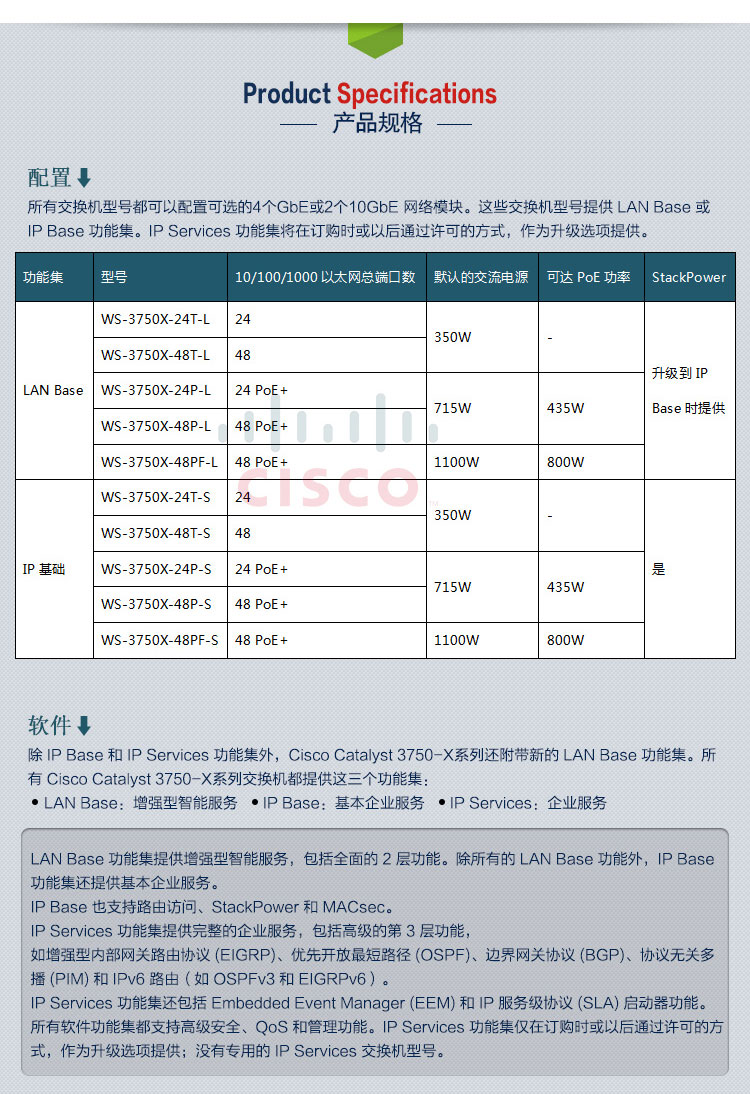 Product Specifications
产品规格
配置
所有交换机型号都可以配置可选的4个GbE或2个10GbE 网络模块。这些交换机型号提供 LAN Base 或
IP Base 功能集。IP Services 功能集将在订购时或以后通过许可的方式，作为升级选项提供。
功能集 型号 10/100/1000 以太网总端口数 默认的交流电源 可达 PoE 功率 StackPower
LAN Base
WS-3750X-24T-L 24
350W -
WS-3750X-48T-L 48
WS-3750X-24P-L 24 PoE+
715W 435W
WS-3750X-48P-L 48 PoE+
WS-3750X-48PF-L 48 PoE+ 1100W 800W
升级到 IP
Base 时提供
IP 基础
WS-3750X-24T-S 24
350W -
WS-3750X-48T-S 48
WS-3750X-24P-S 24 PoE+
715W 435W
WS-3750X-48P-S 48 PoE+
WS-3750X-48PF-S 48 PoE+ 1100W 800W
是
CISCO
TM
软件
除 IP Base 和 IP Services 功能集外，Cisco Catalyst 3750-X系列还附带新的 LAN Base 功能集。所
有 Cisco Catalyst 3750-X系列交换机都提供这三个功能集：
• LAN Base：增强型智能服务 • IP Base：基本企业服务 • IP Services：企业服务
LAN Base 功能集提供增强型智能服务，包括全面的 2 层功能。除所有的 LAN Base 功能外，IP Base
功能集还提供基本企业服务。
IP Base 也支持路由访问、StackPower 和 MACsec。
IP Services 功能集提供完整的企业服务，包括高级的第 3 层功能，
如增强型内部网关路由协议 (EIGRP)、优先开放最短路径 (OSPF)、边界网关协议 (BGP)、协议无关多
播 (PIM) 和 IPv6 路由（如 OSPFv3 和 EIGRPv6）。
IP Services 功能集还包括 Embedded Event Manager (EEM) 和 IP 服务级协议 (SLA) 启动器功能。
所有软件功能集都支持高级安全、QoS 和管理功能。IP Services 功能集仅在订购时或以后通过许可的方
式，作为升级选项提供；没有专用的 IP Services 交换机型号。